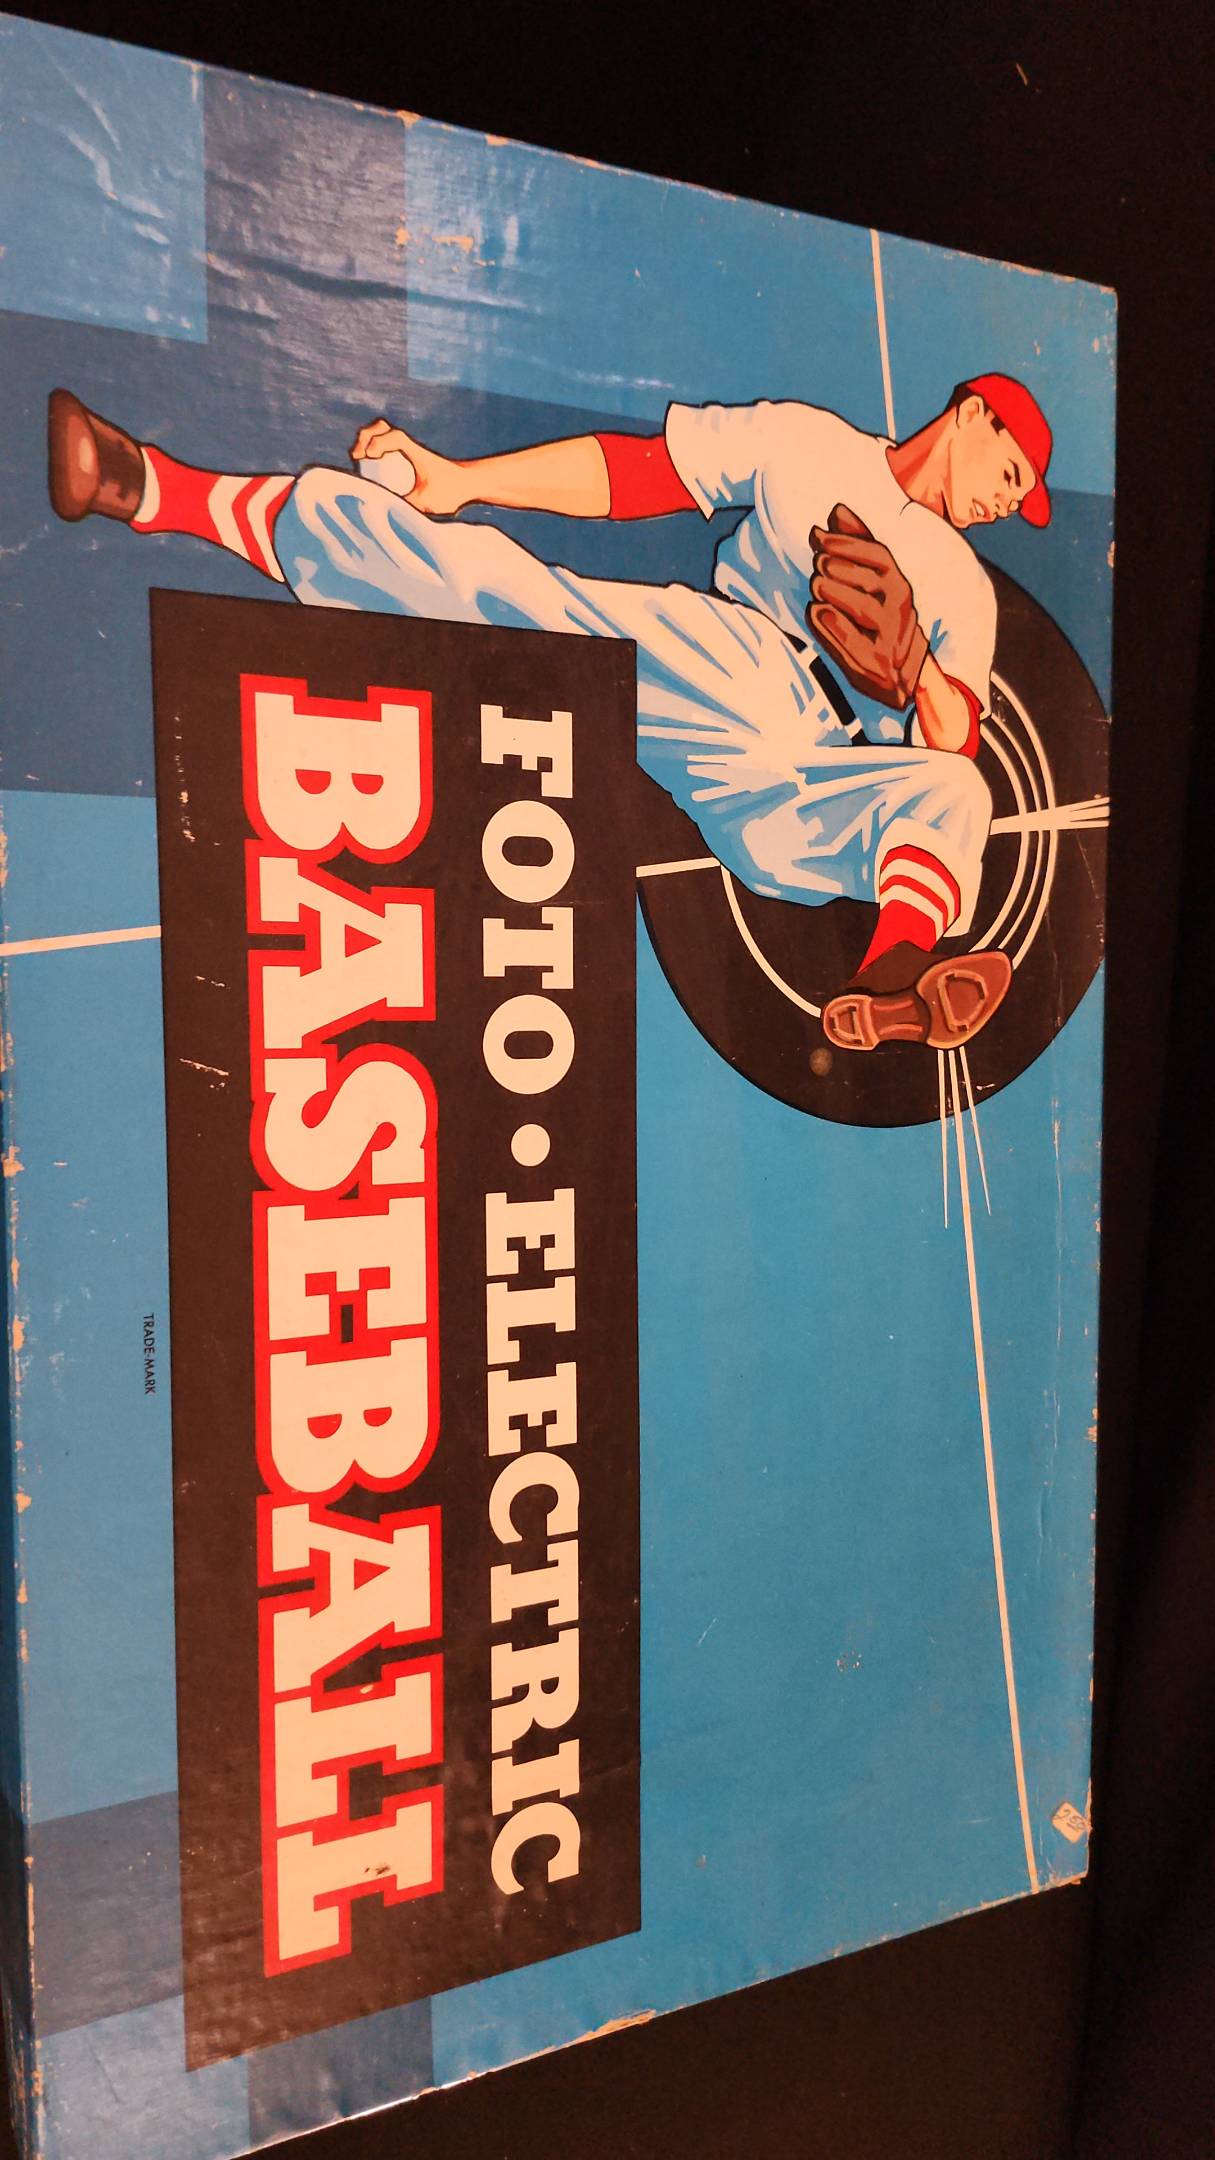 FOTO • ELECTRIC
BASEBALL
TRADE-MARK